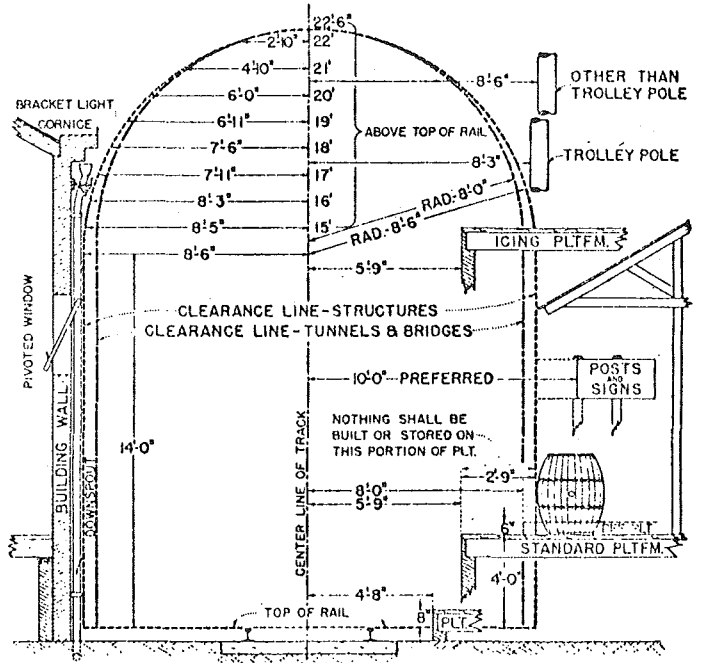 22'-6"
2'-10" 22'
4'-10" 21'
8'-6"
6'-0" 20'
6'-11" 19'
7'-6" 18'
7'-11" 17'
8'-3"
8'-3" 16'
8'-5" 15'
8'-6"
ABOVE TOP OF RAIL
OTHER THAN
TROLLEY POLE
TROLLEY POLE
BRACKET LIGHT
CORNICE
RAD.-8'-0"
RAD.-8'-6"
ICING PLTFM.
5'-9"
PIVOTED WINDOW
CLEARANCE LINE-STRUCTURES
CLEARANCE LINE-TUNNELS & BRIDGES
10'-0" PREFERRED
POSTS
AND
SIGNS
NOTHING SHALL BE
BUILT OR STORED ON
THIS PORTION OF PLT.
14'-0"
BUILDING WALL
DOWNSPOUT
CENTER LINE OF TRACK
2'-9"
8'-0"
5'-9"
6"
STANDARD PLTFM.
4'-0"
4'-8"
8"
PLT.
TOP OF RAIL